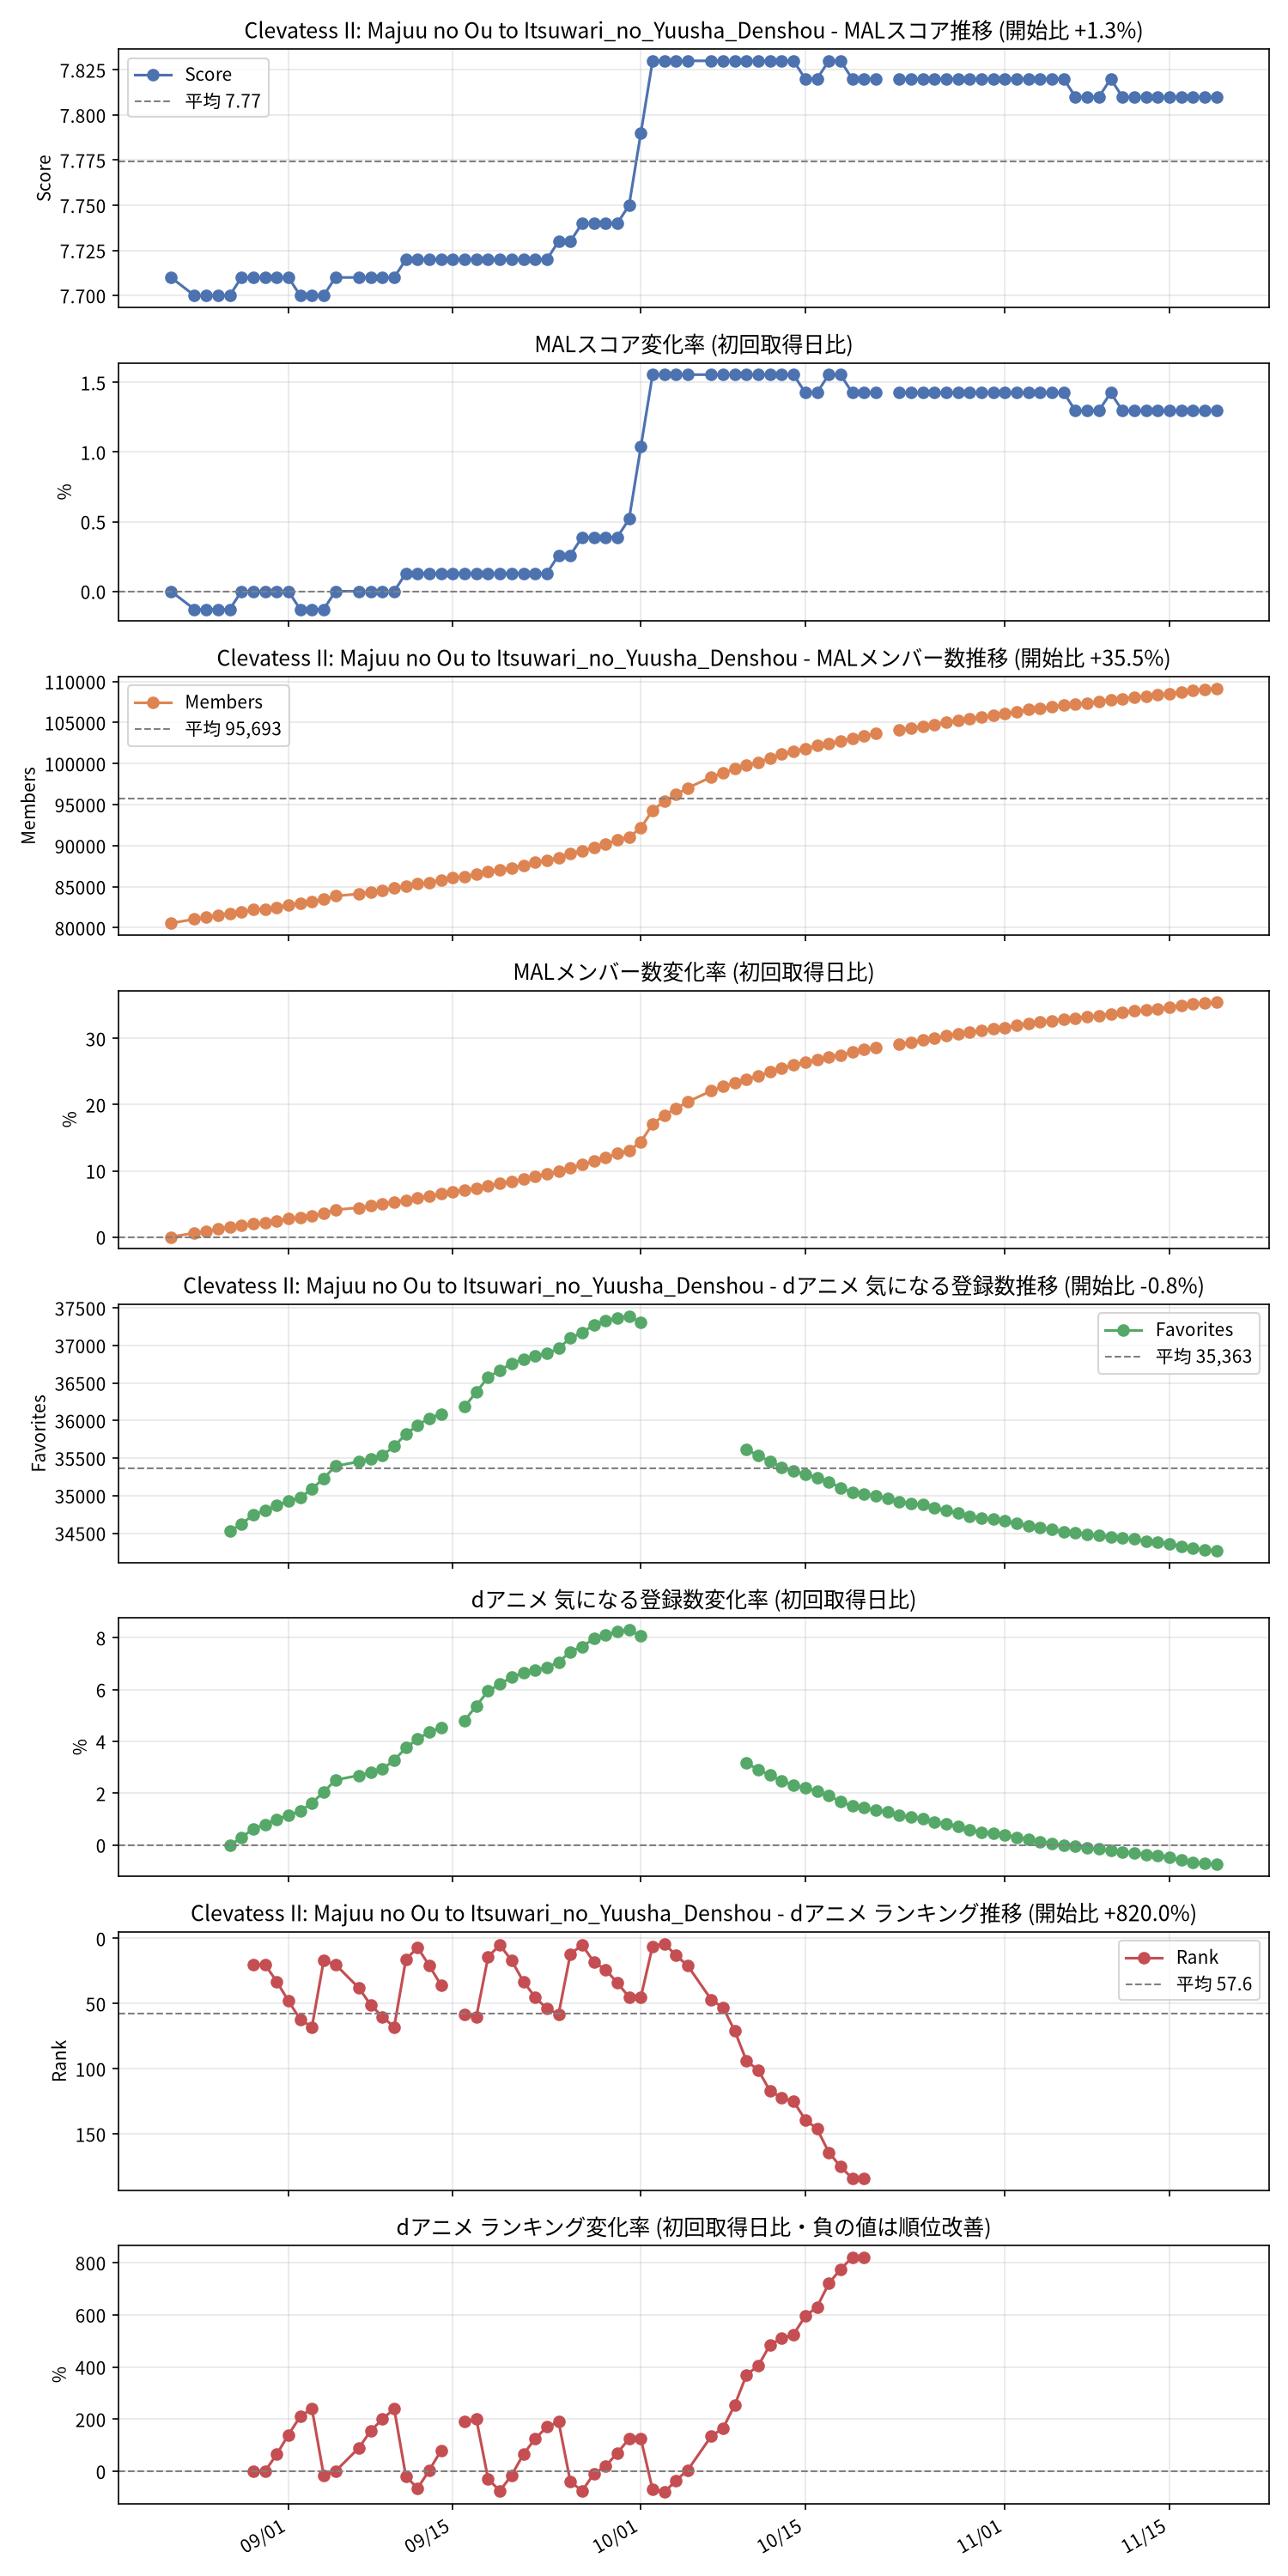 Clevatess II: Majuu no Ou to Itsuwari_no_Yuusha_Denshou - MALスコア推移 (開始比 +1.3%)
Score
平均 7.77
7.825
7.800
7.775
7.750
7.725
7.700
Score
MALスコア変化率 (初回取得日比)
1.5
1.0
0.5
0.0
%
Clevatess II: Majuu no Ou to Itsuwari_no_Yuusha_Denshou - MALメンバー数推移 (開始比 +35.5%)
Members
平均 95,693
110000
105000
100000
95000
90000
85000
80000
Members
MALメンバー数変化率 (初回取得日比)
30
20
10
0
%
Clevatess II: Majuu no Ou to Itsuwari_no_Yuusha_Denshou - dアニメ 気になる登録数推移 (開始比 -0.8%)
Favorites
平均 35,363
37500
37000
36500
36000
35500
35000
34500
Favorites
dアニメ 気になる登録数変化率 (初回取得日比)
8
6
4
2
0
%
Clevatess II: Majuu no Ou to Itsuwari_no_Yuusha_Denshou - dアニメ ランキング推移 (開始比 +820.0%)
Rank
平均 57.6
0
50
100
150
Rank
dアニメ ランキング変化率 (初回取得日比・負の値は順位改善)
800
600
400
200
0
%
09/01
09/15
10/01
10/15
11/01
11/15